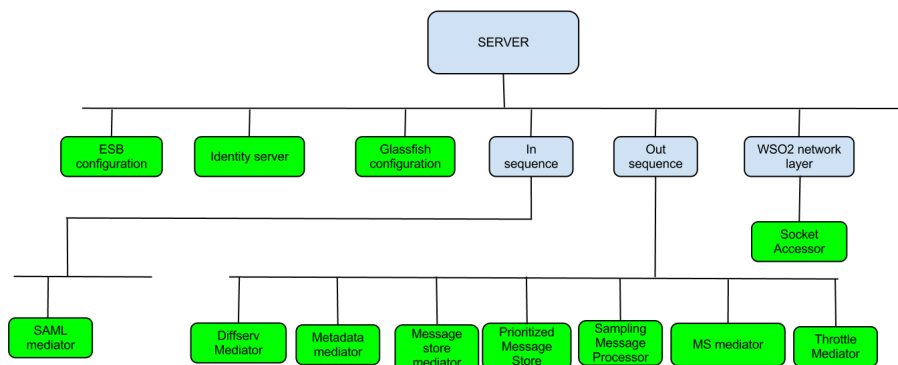 SERVER
ESB
configuration
Identity server
Glassfish
configuration
In
sequence
Out
sequence
WSO2 network
layer
Socket
Accessor
SAML
mediator
Diffserv
Mediator
Metadata
mediator
Message
store
mediator
Prioritized
Message
Store
Sampling
Message
Processor
MS mediator
Throttle
Mediator